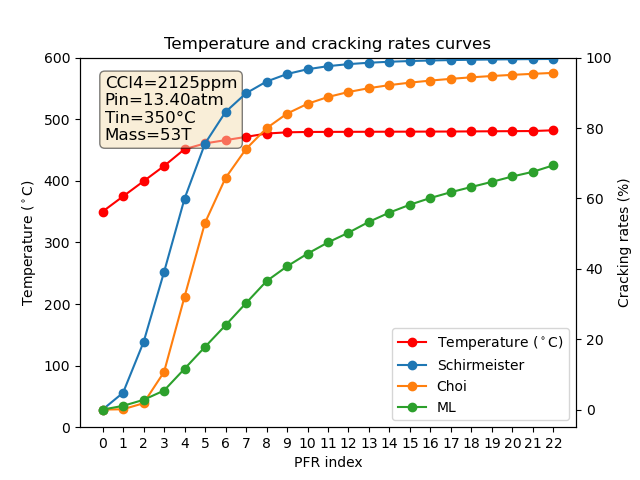 Temperature and cracking rates curves
600
500
400
300
200
100
0
Temperature (°C)
CCl4=2125ppm
Pin=13.40atm
Tin=350°C
Mass=53T
100
80
60
40
20
0
Cracking rates (%)
Temperature (°C)
Schirmeister
Choi
ML
0 1 2 3 4 5 6 7 8 9 10 11 12 13 14 15 16 17 18 19 20 21 22
PFR index